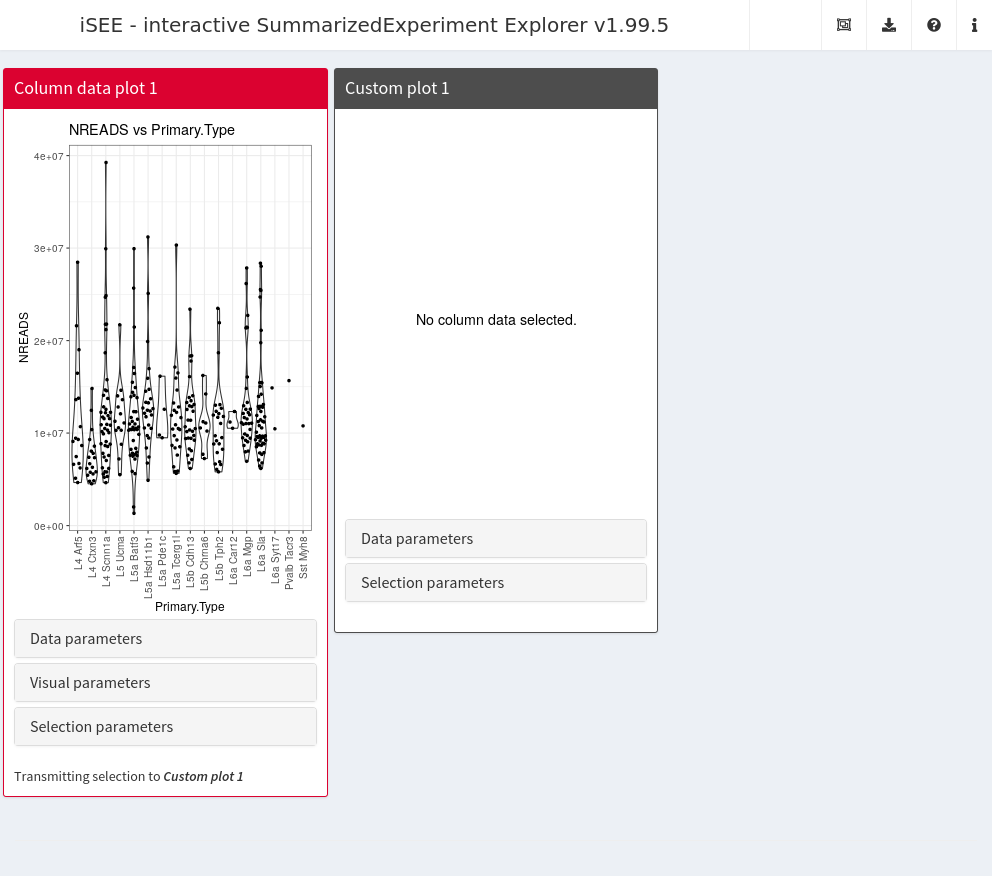 iSEE - interactive SummarizedExperiment Explorer v1.99.5
Column data plot 1
NREADS vs Primary.Type
NREADS
4e+07
3e+07
2e+07
1e+07
0e+00
L4 Arf5
L4 Ctxn3
L4 Scnn1a
L5 Ucma
L5a Batf3
L5a Hsd11b1
L5a Pde1c
L5a Tcerg1l
L5b Cdh13
L5b Chrna6
L5b Tph2
L6a Car12
L6a Mgp
L6a Sla
L6a Syt17
Pvalb Tacr3
Sst Myh8
Primary.Type
Data parameters
Visual parameters
Selection parameters
Transmitting selection to Custom plot 1
Custom plot 1
No column data selected.
Data parameters
Selection parameters